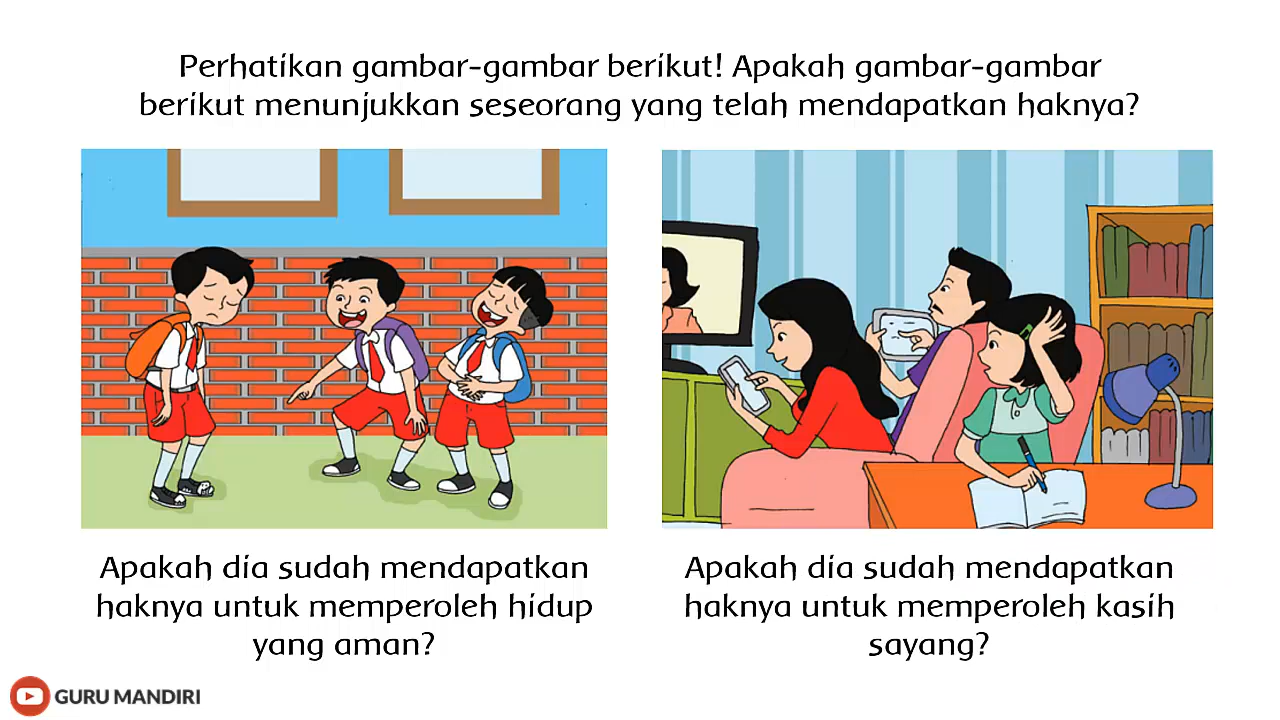 Perhatikan gambar-gambar berikut! Apakah gambar-gambar
berikut menunjukkan seseorang yang telah mendapatkan haknya?
Apakah dia sudah mendapatkan
haknya untuk memperoleh hidup
yang aman?
Apakah dia sudah mendapatkan
haknya untuk memperoleh kasih
sayang?
GURU MANDIRI